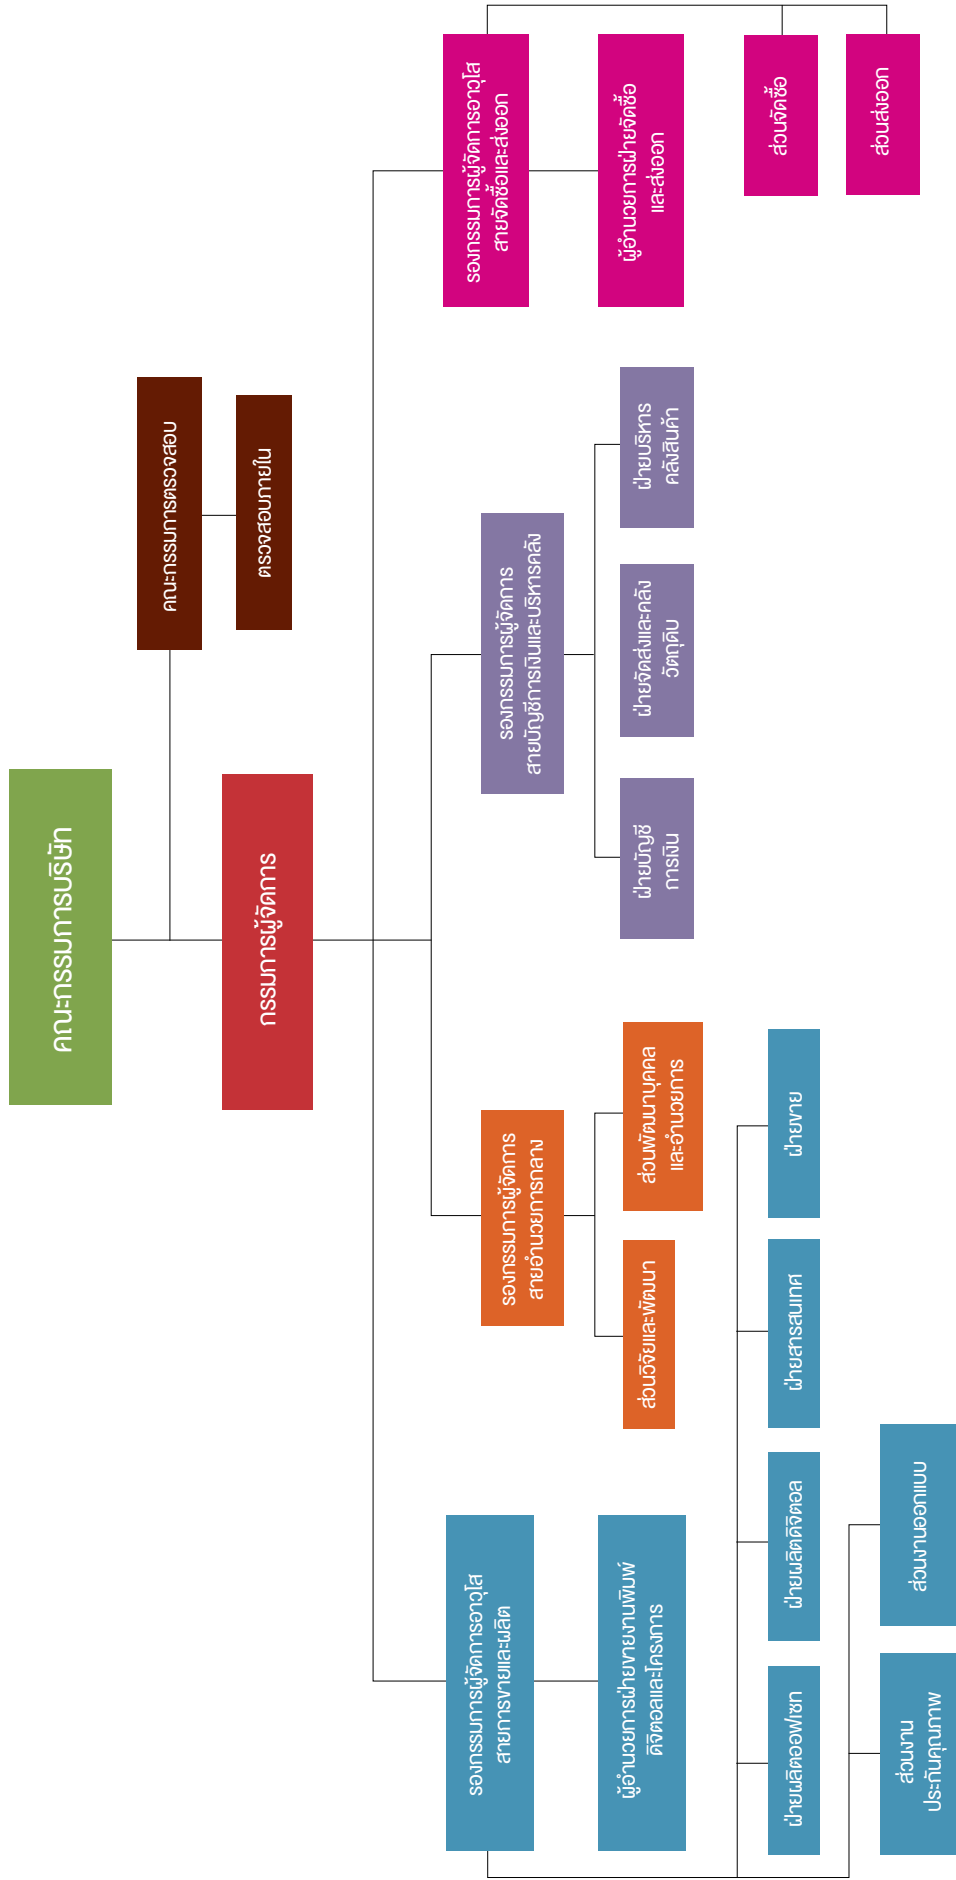 คณะกรรมการบริษัท
คณะกรรมการตรวจสอบ
ตรวจสอบภายใน
กรรมการผู้จัดการ
รองกรรมการผู้จัดการอาวุโส
สายการขายและผลิต
ผู้อำนวยการฝ่ายขายงานพิมพ์
ดิจิตอลและโครงการ
ฝ่ายผลิตออฟเซท
ฝ่ายผลิตดิจิตอล
ฝ่ายสารสนเทศ
ฝ่ายขาย
ส่วนงาน
ประกันคุณภาพ
ส่วนงานออกแบบ
รองกรรมการผู้จัดการ
สายอำนวยการกลาง
ส่วนวิจัยและพัฒนา
ส่วนพัฒนาบุคคล
และอำนวยการ
รองกรรมการผู้จัดการ
สายบัญชีการเงินและบริหารคลัง
ฝ่ายบัญชี
การเงิน
ฝ่ายจัดส่งและคลัง
วัตถุดิบ
ฝ่ายบริหาร
คลังสินค้า
รองกรรมการผู้จัดการอาวุโส
สายจัดซื้อและส่งออก
ผู้อำนวยการฝ่ายจัดซื้อ
และส่งออก
ส่วนจัดซื้อ
ส่วนส่งออก